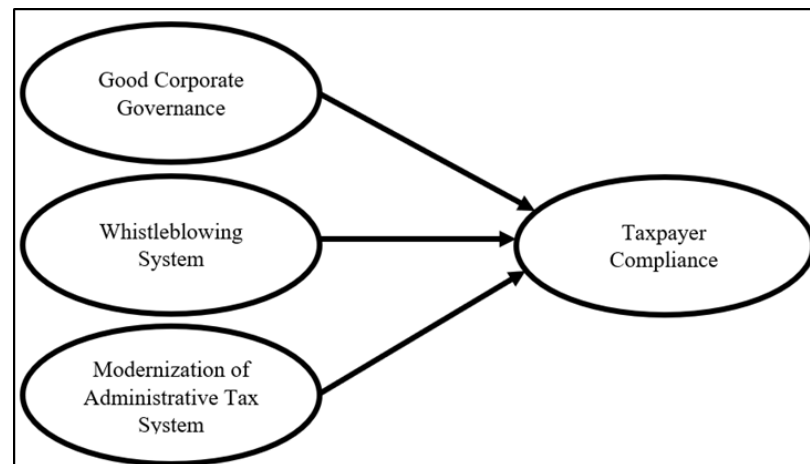 Good Corporate
Governance
Whistleblowing
System
Modernization of
Administrative Tax
System
Taxpayer
Compliance